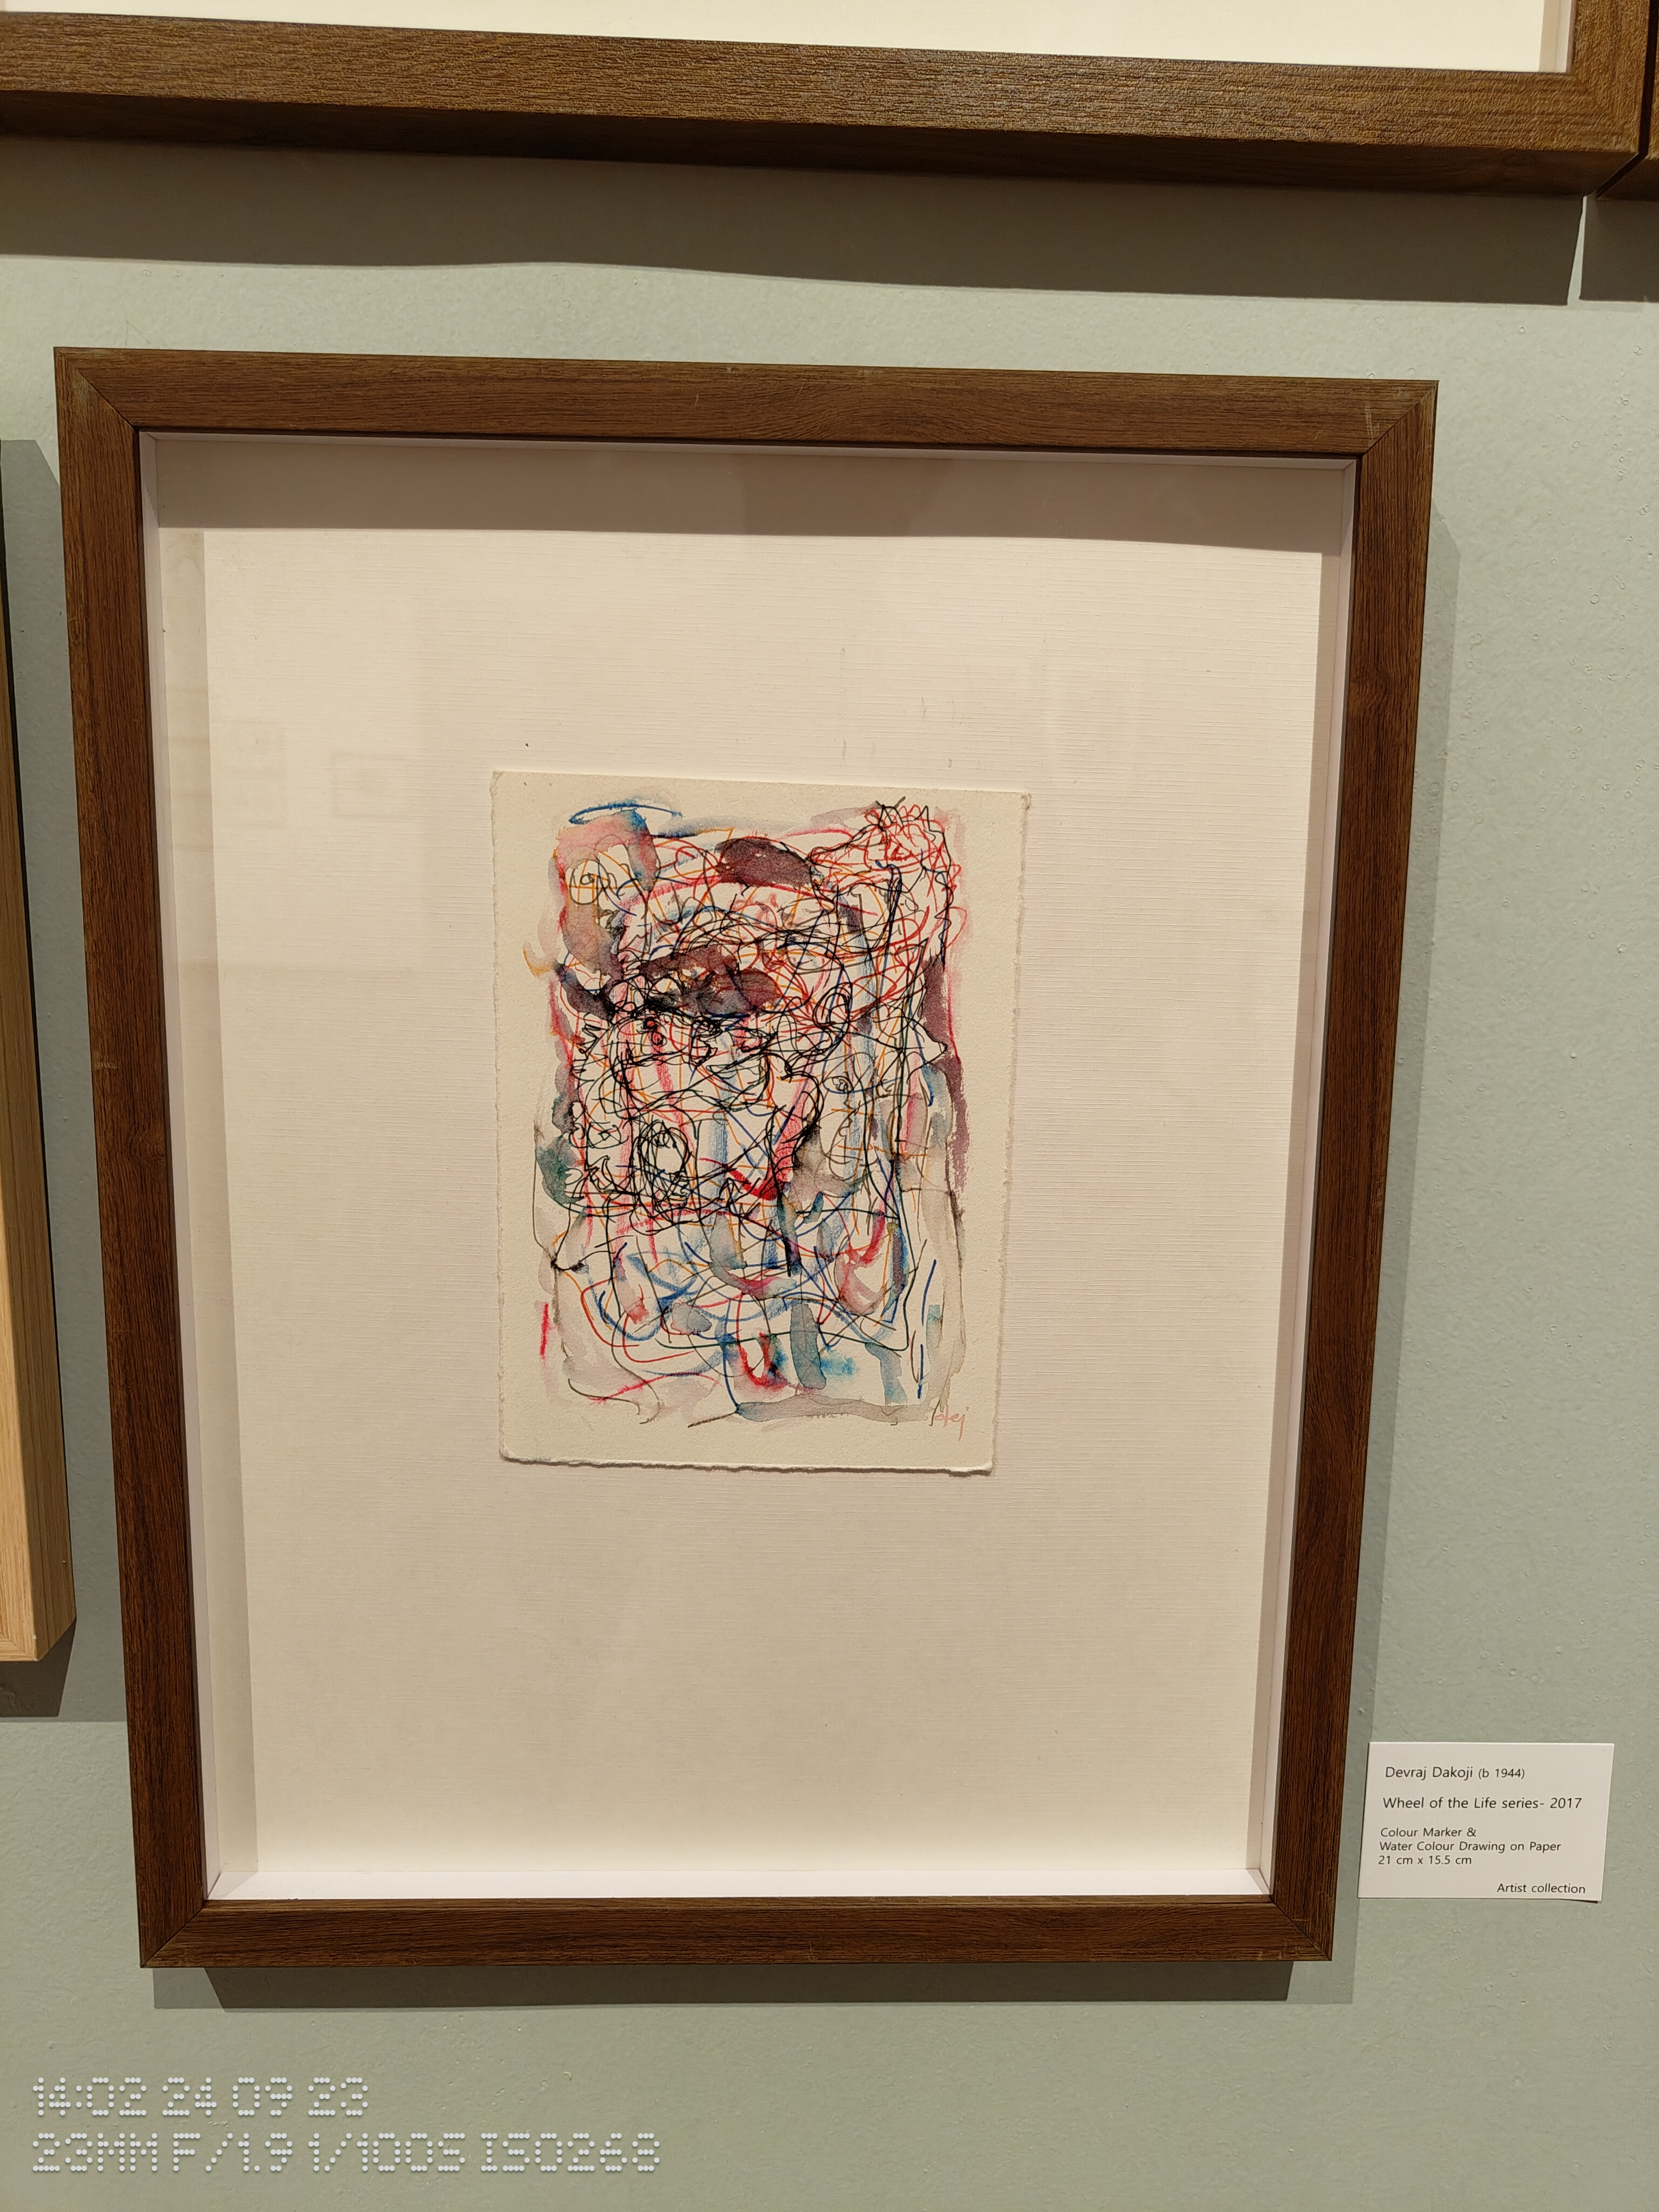 Devraj Dakoji (b 1944)
Wheel of the Life series- 2017
Colour Marker &
Water Colour Drawing on Paper
21 cm x 15.5 cm
Artist collection
14:02 24 09 23
23MM F/1.9 1/100S ISO268